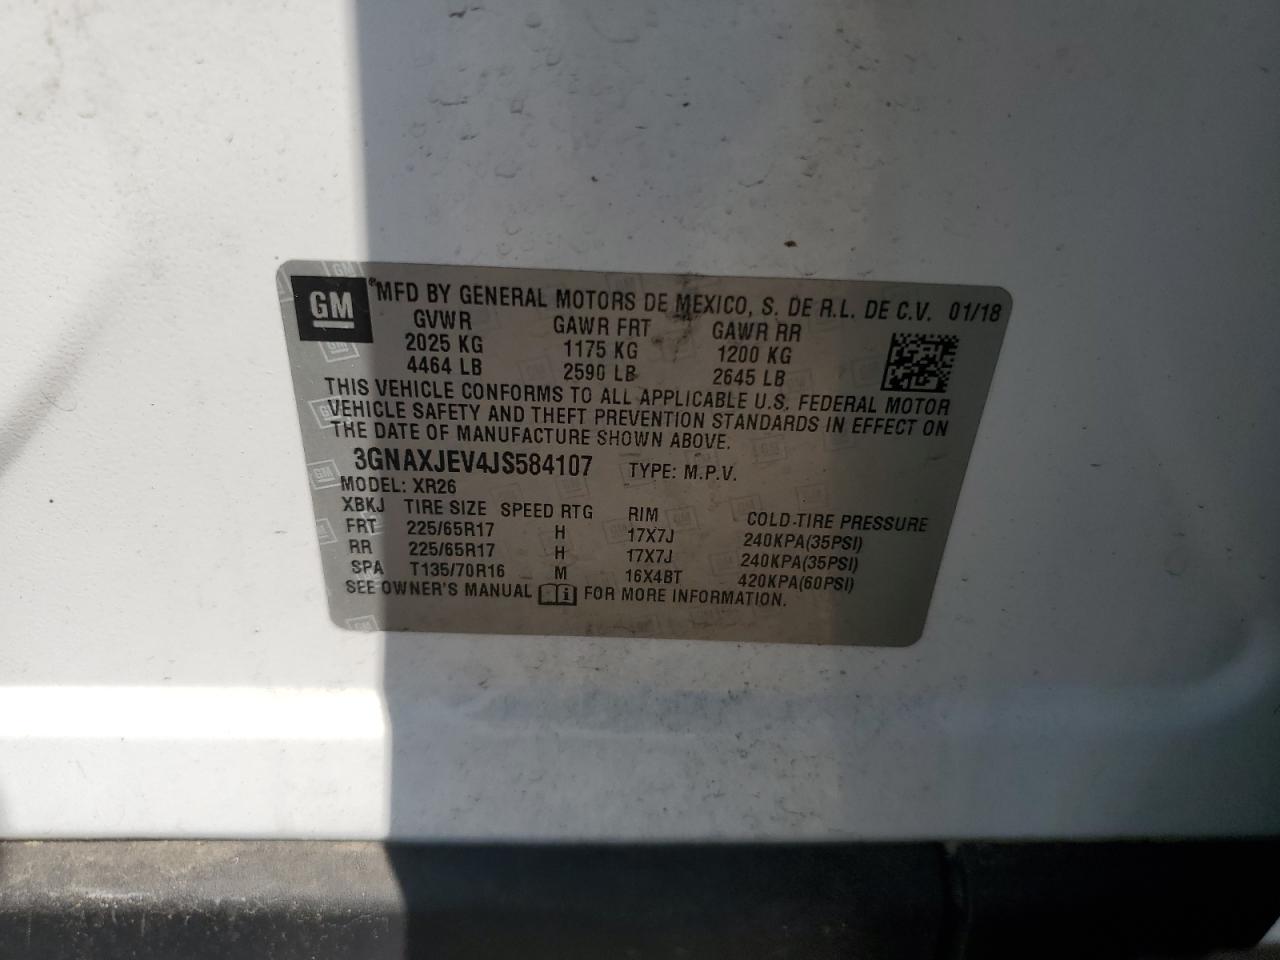 GM
®MFD BY GENERAL MOTORS DE MEXICO, S. DE R.L. DE C.V. 01/18
GVWR GAWR FRT GAWR RR
2025 KG 1175 KG 1200 KG
4464 LB 2590 LB 2645 LB
THIS VEHICLE CONFORMS TO ALL APPLICABLE U.S. FEDERAL MOTOR
VEHICLE SAFETY AND THEFT PREVENTION STANDARDS IN EFFECT ON
THE DATE OF MANUFACTURE SHOWN ABOVE.
3GNAXJEV4JS584107 TYPE: M.P.V.
MODEL: XR26
XBKJ TIRE SIZE SPEED RTG RIM COLD TIRE PRESSURE
FRT 225/65R17 H 17X7J 240KPA(35PSI)
RR 225/65R17 H 17X7J 240KPA(35PSI)
SPA T135/70R16 M 16X4BT 420KPA(60PSI)
SEE OWNER'S MANUAL i FOR MORE INFORMATION.